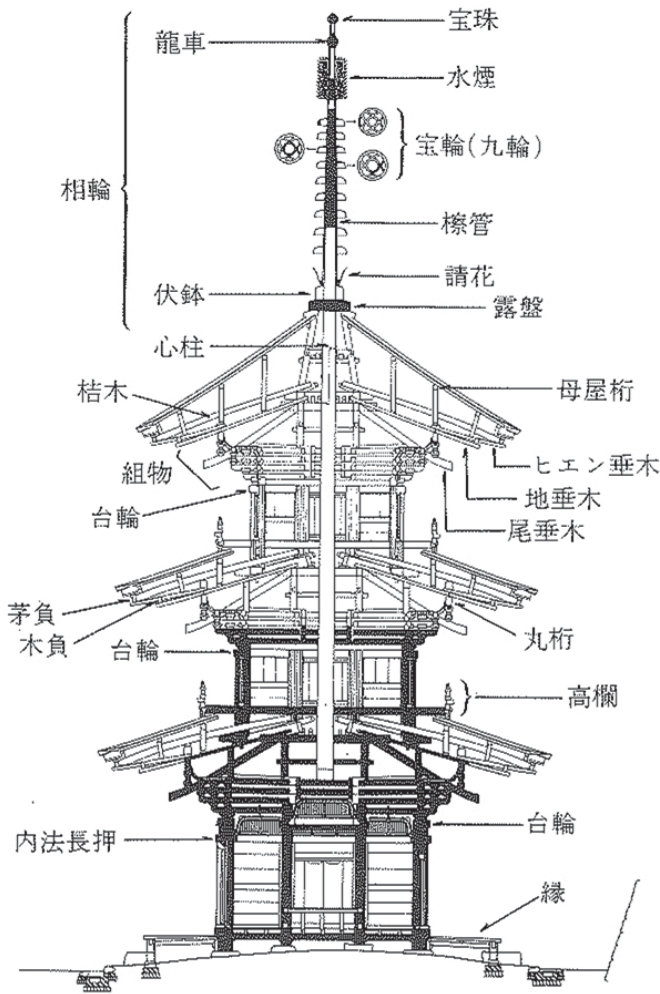 宝珠
龍車
水煙
宝輪(九輪)
相輪
檫管
請花
伏鉢
露盤
心柱
桔木
母屋桁
組物
ヒエン垂木
地垂木
台輪
尾垂木
茅負
木負
丸桁
台輪
高欄
台輪
内法長押
縁